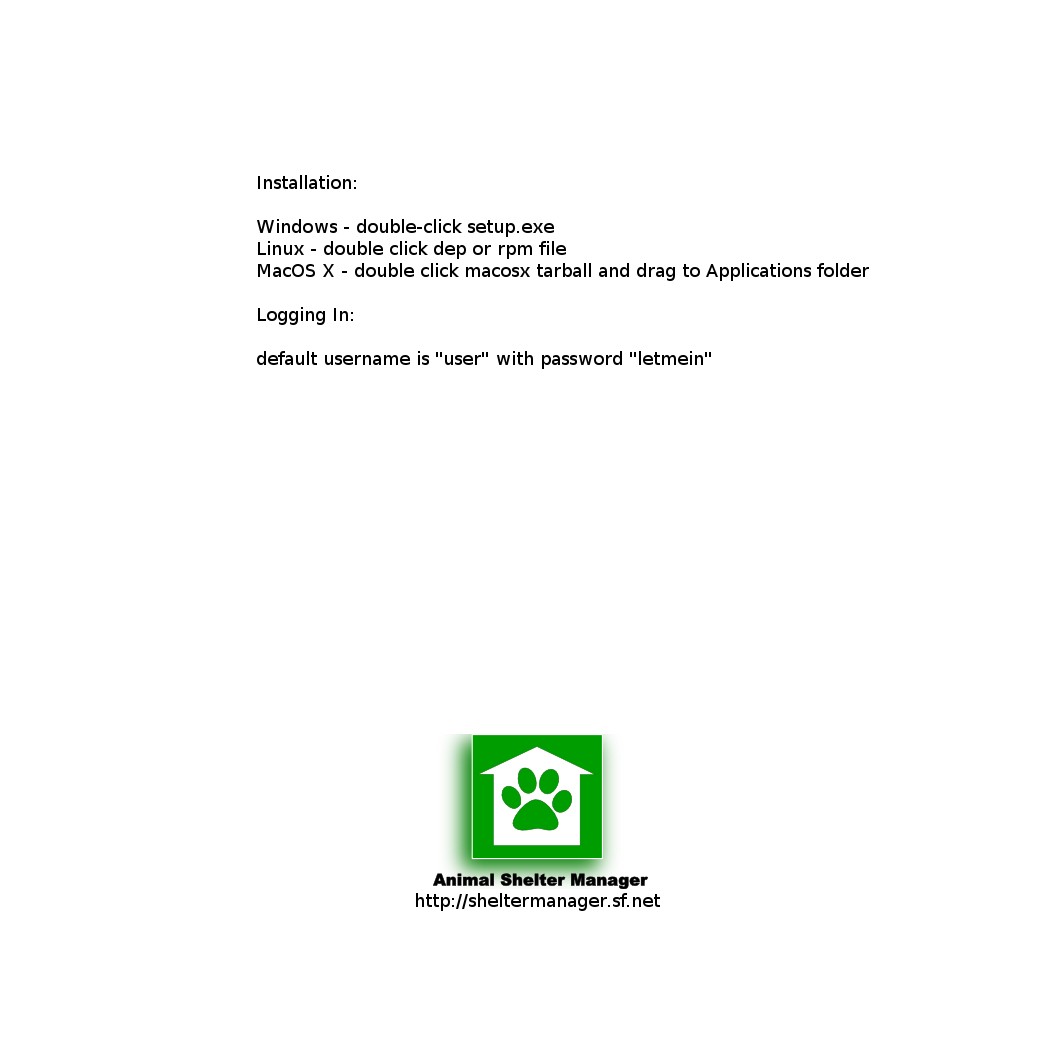 Installation:
Windows - double-click setup.exe
Linux - double click dep or rpm file
MacOS X - double click macosx tarball and drag to Applications folder
Logging In:
default username is "user" with password "letmein"
Animal Shelter Manager
http://sheltermanager.sf.net